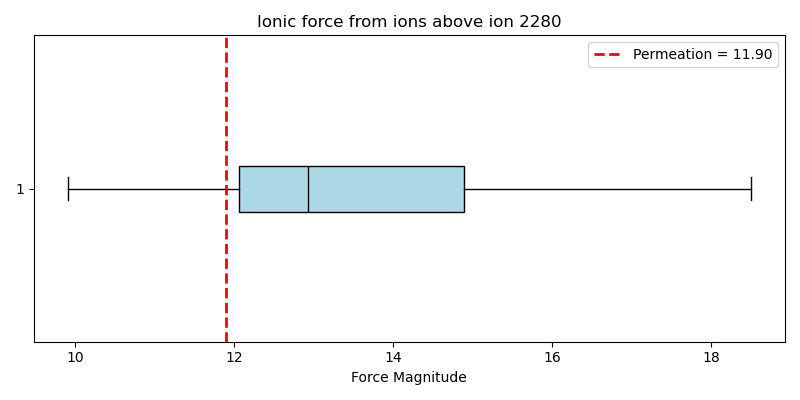 Ionic force from ions above ion 2280
Permeation = 11.90
1
10 12 14 16 18
Force Magnitude